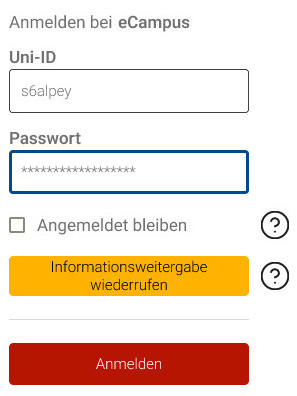 Anmelden bei eCampus
Uni-ID
s6alpey
Passwort
******************
Angemeldet bleiben
?
Informationsweitergabe
wiederrufen
?
Anmelden